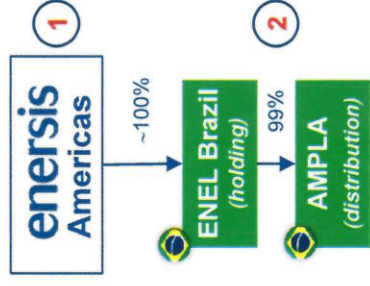 enersis
Americas
1
~100%
ENEL Brazil
(holding)
2
99%
AMPLA
(distribution)